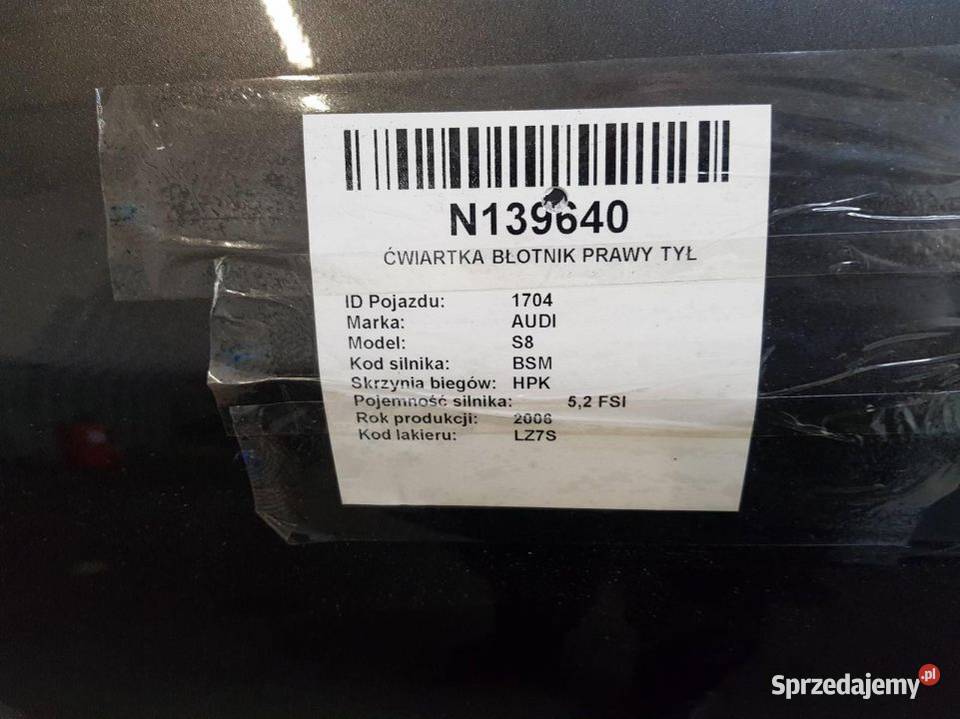 N139640
ĆWIARTKA BŁOTNIK PRAWY TYŁ
ID Pojazdu: 1704
Marka: AUDI
Model: S8
Kod silnika: BSM
Skrzynia biegów: HPK
Pojemność silnika: 5,2 FSI
Rok produkcji: 2006
Kod lakieru: LZ7S
Sprzedajemy.pl